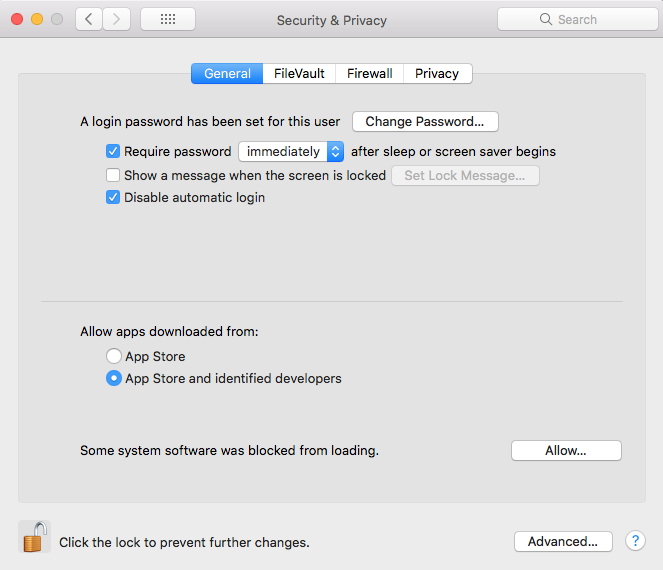 Security & Privacy
Search
General FileVault Firewall Privacy
A login password has been set for this user Change Password...
Require password immediately after sleep or screen saver begins
Show a message when the screen is locked Set Lock Message...
Disable automatic login
Allow apps downloaded from:
App Store
App Store and identified developers
Some system software was blocked from loading. Allow...
Click the lock to prevent further changes. Advanced... ?